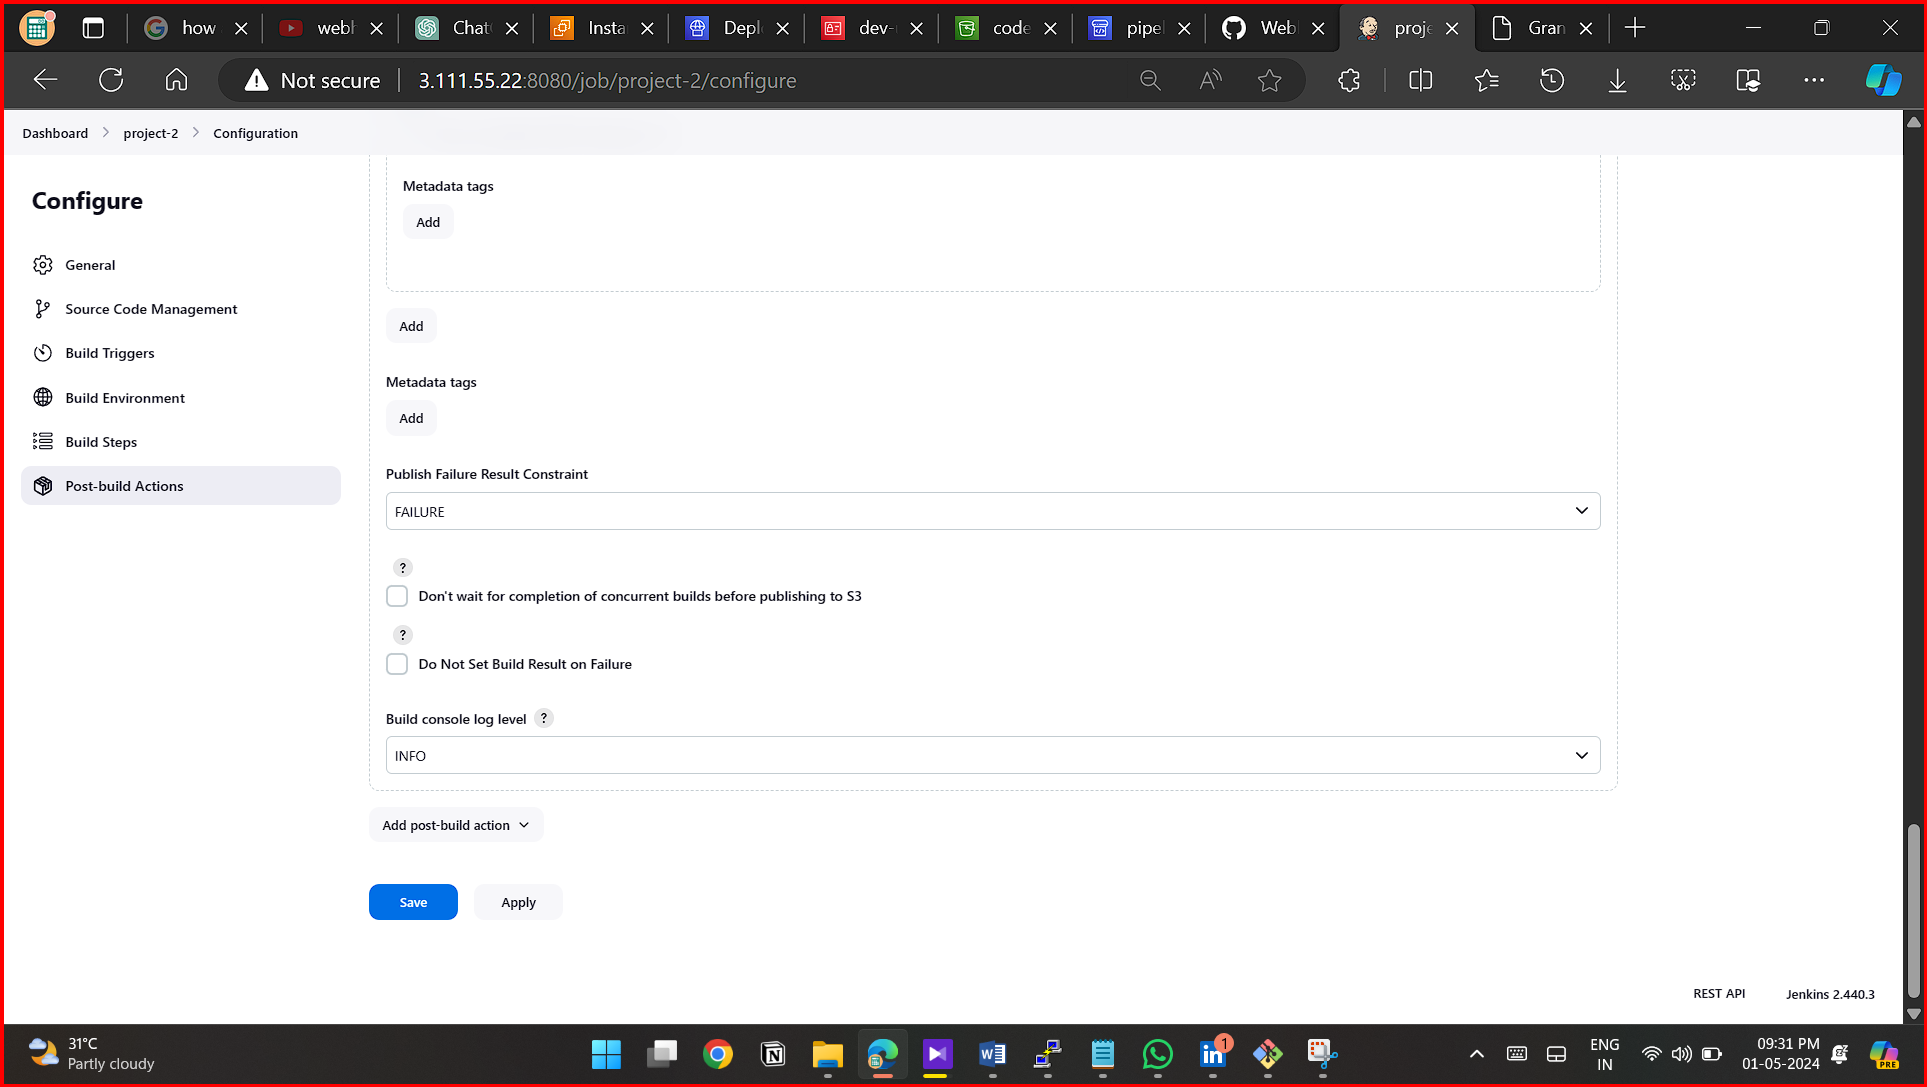 how
webh
Chat
Insta
Depl
dev-
code
pipel
Web
proje
Gran
Not secure
3.111.55.22:8080/job/project-2/configure
Dashboard > project-2 > Configuration
Configure
General
Source Code Management
Build Triggers
Build Environment
Build Steps
Post-build Actions
Metadata tags
Add
Add
Metadata tags
Add
Publish Failure Result Constraint
FAILURE
?
Don't wait for completion of concurrent builds before publishing to S3
?
Do Not Set Build Result on Failure
Build console log level ?
INFO
Add post-build action
Save
Apply
REST API
Jenkins 2.440.3
31°C
Partly cloudy
1
ENG
IN
09:31 PM
01-05-2024
PRE